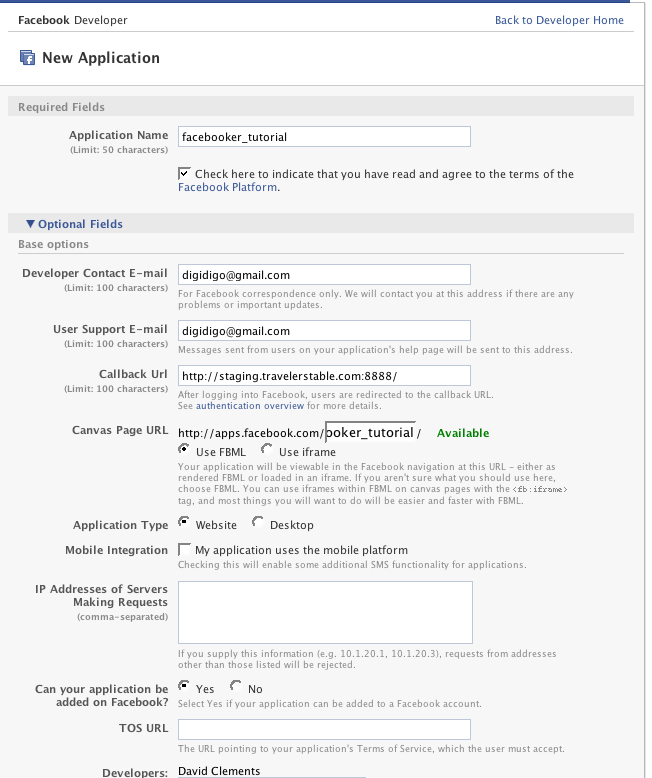 Facebook Developer
Back to Developer Home
New Application
Required Fields
Application Name
(Limit: 50 characters)
facebooker_tutorial
Check here to indicate that you have read and agree to the terms of the
Facebook Platform.
▼ Optional Fields
Base options
Developer Contact E-mail
(Limit: 100 characters)
digidigo@gmail.com
For Facebook correspondence only. We will contact you at this address if there are any
problems or important updates.
User Support E-mail
(Limit: 100 characters)
digidigo@gmail.com
Messages sent from users on your application's help page will be sent to this address.
Callback Url
(Limit: 100 characters)
http://staging.travelerstable.com:8888/
After logging into Facebook, users are redirected to the callback URL.
See authentication overview for more details.
Canvas Page URL
http://apps.facebook.com/ooker_tutorial / Available
Use FBML Use iframe
Your application will be viewable in the Facebook navigation at this URL - either as
rendered FBML or loaded in an iframe. If you aren't sure what you should use here,
choose FBML. You can use iframes within FBML on canvas pages with the <fb:iframe>
tag, and most things you will want to do will be easier and faster with FBML.
Application Type
Website Desktop
Mobile Integration
My application uses the mobile platform
Checking this will enable some additional SMS functionality for applications.
IP Addresses of Servers
Making Requests
(comma-separated)
If you supply this information (e.g. 10.1.20.1, 10.1.20.3), requests from addresses
other than those listed will be rejected.
Can your application be
added on Facebook?
Yes No
Select Yes if your application can be added to a Facebook account.
TOS URL
The URL pointing to your application's Terms of Service, which the user must accept.
Developers:
David Clements